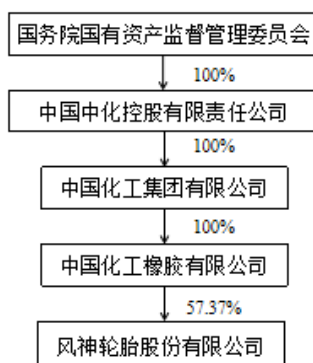 国务院国有资产监督管理委员会
100%
中国中化控股有限责任公司
100%
中国化工集团有限公司
100%
中国化工橡胶有限公司
57.37%
风神轮胎股份有限公司